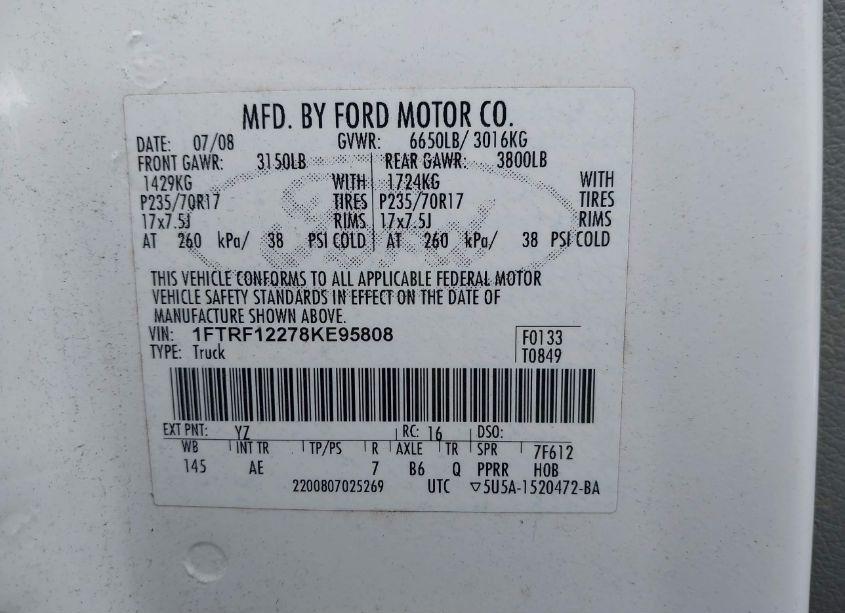 MFD. BY FORD MOTOR CO.
DATE: 07/08 GVWR: 6650LB/ 3016KG
FRONT GAWR: 3150LB REAR GAWR: 3800LB
1429KG WITH 1724KG WITH
P235/70R17 TIRES P235/70R17 TIRES
17x7.5J RIMS 17x7.5J RIMS
AT 260 kPa/ 38 PSI COLD AT 260 kPa/ 38 PSI COLD
THIS VEHICLE CONFORMS TO ALL APPLICABLE FEDERAL MOTOR
VEHICLE SAFETY STANDARDS IN EFFECT ON THE DATE OF
MANUFACTURE SHOWN ABOVE.
VIN: 1FTRF12278KE95808 F0133
TYPE: Truck T0849
EXT PNT: YZ RC: 16 DSO:
WB INT TR TP/PS R AXLE TR SPR 7F612
145 AE 7 B6 Q PPRR HOB
2200807025269 UTC ▽5U5A-1520472-BA